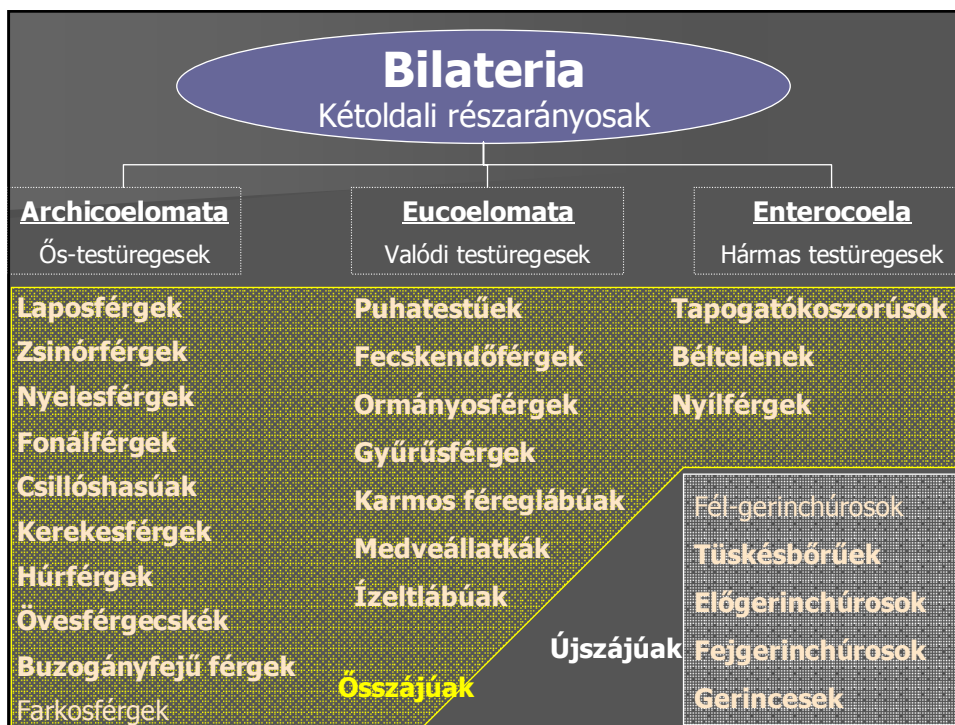 Bilateria
Kétoldali részarányosak
Archicoelomata
Ős-testüregesek
Eucoelomata
Valódi testüregesek
Enterocoela
Hármas testüregesek
Laposférgek
Zsinórférgek
Nyelesférgek
Fonálférgek
Csillóshasúak
Kerekesférgek
Húrférgek
Övesférgecskék
Buzogányfejű férgek
Farkosférgek
Puhatestűek
Fecskendőférgek
Ormányosférgek
Gyűrűsférgek
Karmos féreglábúak
Medveállatkák
Ízeltlábúak
Ősszájúak
Tapogatókoszorúsok
Béltelenek
Nyílférgek
Újszájúak
Fél-gerinchúrosok
Tüskésbőrűek
Előgerinchúrosok
Fejgerinchúrosok
Gerincesek